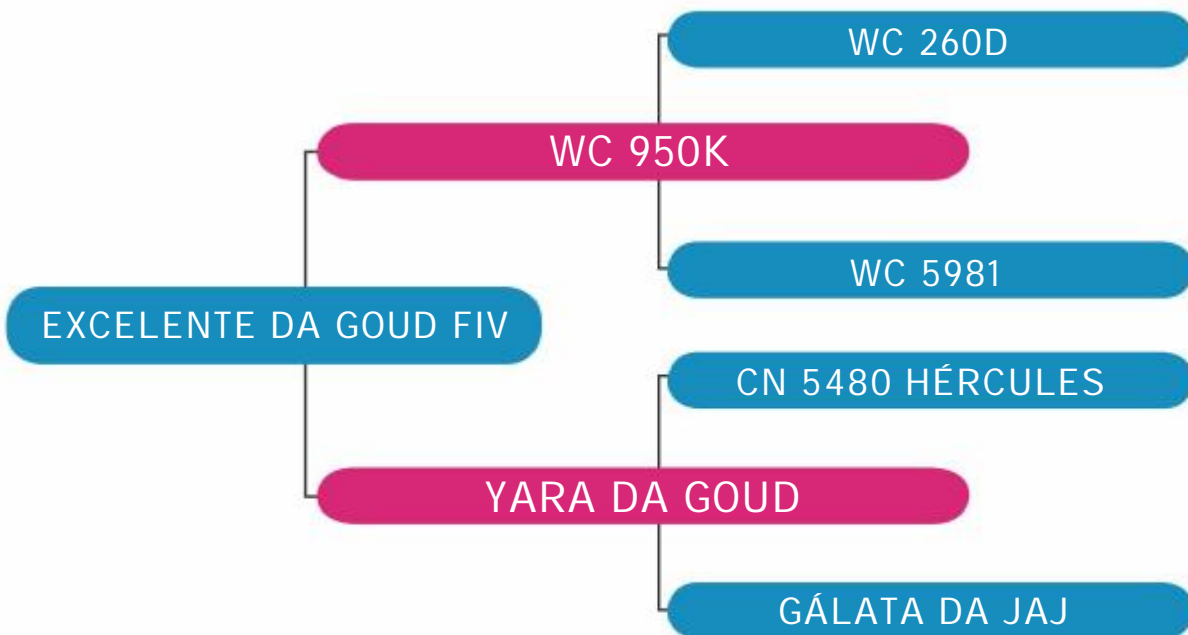 WC 260D
WC 950K
WC 5981
EXCELENTE DA GOUD FIV
CN 5480 HÉRCULES
YARA DA GOUD
GÁLATA DA JAJ